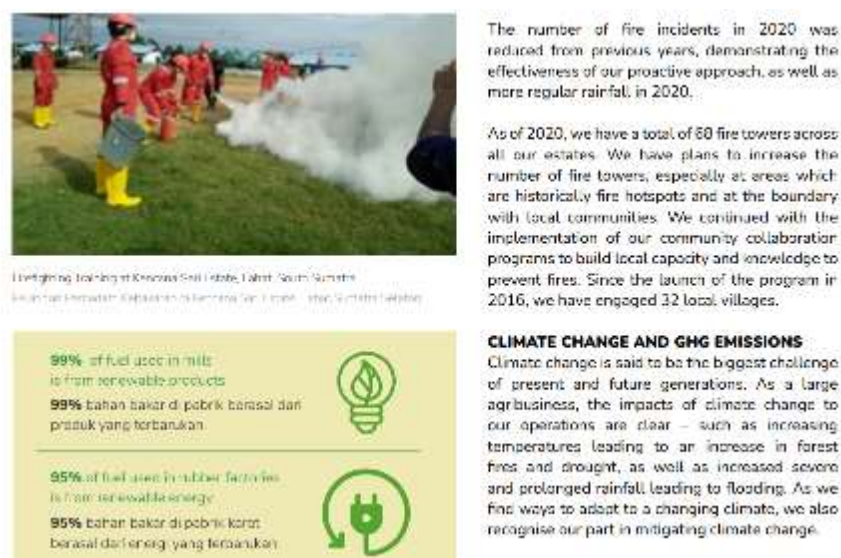 Firefighting Training at Kencana Sari Estate, Lahat, South Sumatra
99% of fuel used in mills
is from renewable products
99% bahan bakar di pabrik berasal dari
produk yang terbarukan
95% of fuel used in rubber factories
is from renewable energy
95% bahan bakar di pabrik karet
berasal dari energi yang terbarukan
The number of fire incidents in 2020 was
reduced from previous years, demonstrating the
effectiveness of our proactive approach, as well as
more regular rainfall in 2020.
As of 2020, we have a total of 68 fire towers across
all our estates. We have plans to increase the
number of fire towers, especially at areas which
are historically fire hotspots and at the boundary
with local communities. We continued with the
implementation of our community collaboration
programs to build local capacity and knowledge to
prevent fires. Since the launch of the program in
2016, we have engaged 32 local villages.
CLIMATE CHANGE AND GHG EMISSIONS
Climate change is said to be the biggest challenge
of present and future generations. As a large
agribusiness, the impacts of climate change to
our operations are clear – such as increasing
temperatures leading to an increase in forest
fires and drought, as well as increased severe
and prolonged rainfall leading to flooding. As we
find ways to adapt to a changing climate, we also
recognise our part in mitigating climate change.